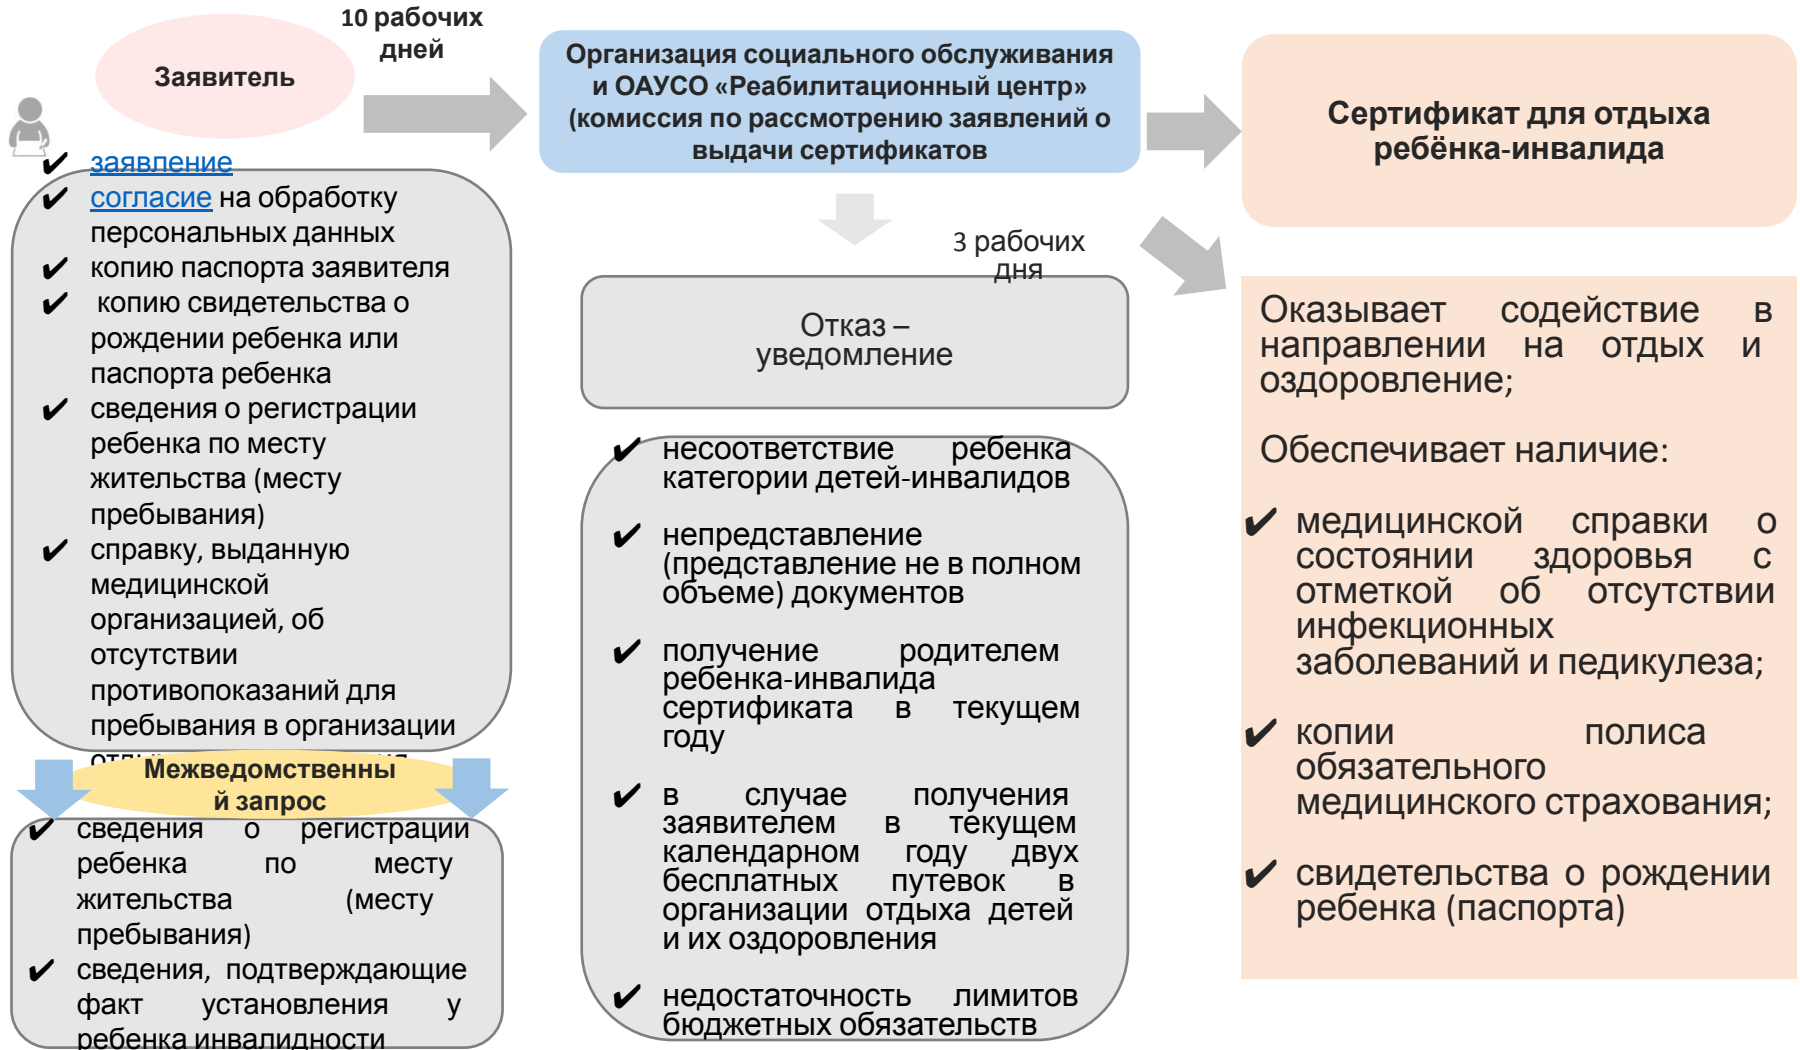 Заявитель
10 рабочих
дней
заявление
согласие на обработку
персональных данных
копию паспорта заявителя
копию свидетельства о
рождении ребенка или
паспорта ребенка
сведения о регистрации
ребенка по месту
жительства (месту
пребывания)
справку, выданную
медицинской
организацией, об
отсутствии
противопоказаний для
пребывания в организации
Межведомственны
й запрос
сведения о регистрации
ребенка по месту
жительства (месту
пребывания)
сведения, подтверждающие
факт установления у
ребенка инвалидности
Организация социального обслуживания
и ОАУСО «Реабилитационный центр»
(комиссия по рассмотрению заявлений о
выдачи сертификатов
3 рабочих
дня
Отказ –
уведомление
несоответствие ребенка
категории детей-инвалидов
непредставление
(представление не в полном
объеме) документов
получение родителем
ребенка-инвалида
сертификата в текущем
году
в случае получения
заявителем в текущем
календарном году двух
бесплатных путевок в
организации отдыха детей
и их оздоровления
недостаточность лимитов
бюджетных обязательств
Сертификат для отдыха
ребёнка-инвалида
Оказывает содействие в
направлении на отдых и
оздоровление;
Обеспечивает наличие:
медицинской справки о
состоянии здоровья с
отметкой об отсутствии
инфекционных
заболеваний и педикулеза;
копии полиса
обязательного
медицинского страхования;
свидетельства о рождении
ребенка (паспорта)